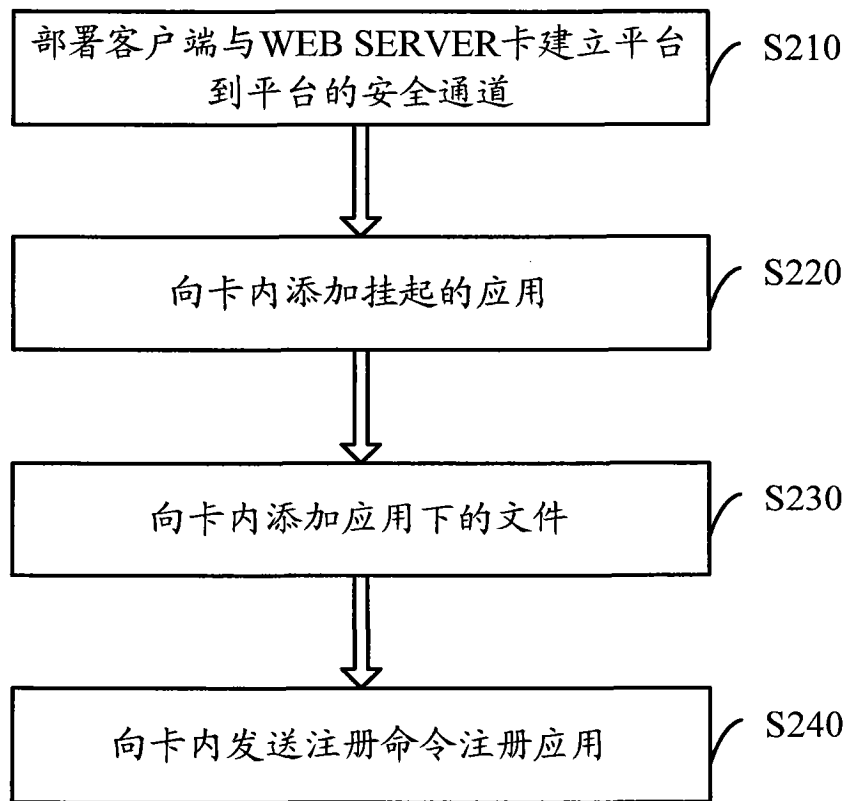 部署客户端与WEB SERVER卡建立平台
到平台的安全通道
S210
向卡内添加挂起的应用
S220
向卡内添加应用下的文件
S230
向卡内发送注册命令注册应用
S240